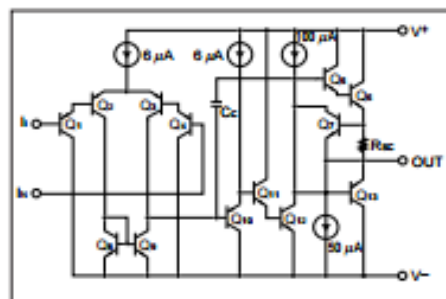 V+
6 μA
6 μA
100 μA
Q5
Q6
Q2
Q3
Q1
Q4
Cc
Q7
Rsc
OUT
Q11
Q13
Q10
Q12
50 μA
Q8
Q9
V−